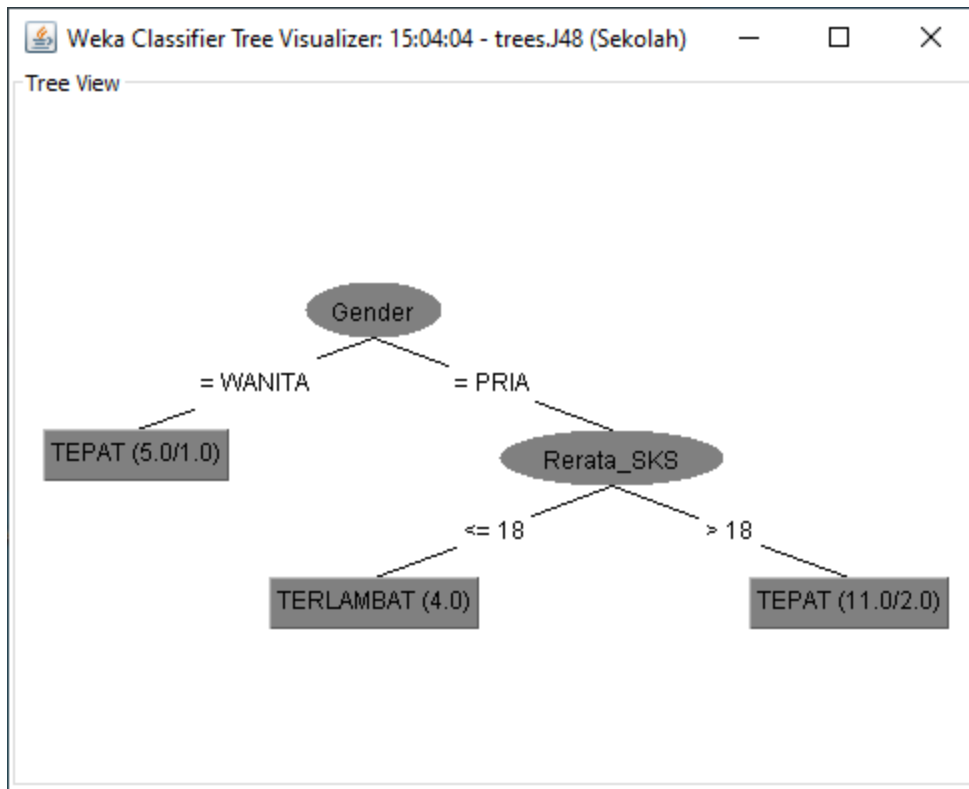 Weka Classifier Tree Visualizer: 15:04:04 - trees.J48 (Sekolah)
Tree View
Gender
= WANITA
= PRIA
TEPAT (5.0/1.0)
Rerata_SKS
<= 18
> 18
TERLAMBAT (4.0)
TEPAT (11.0/2.0)